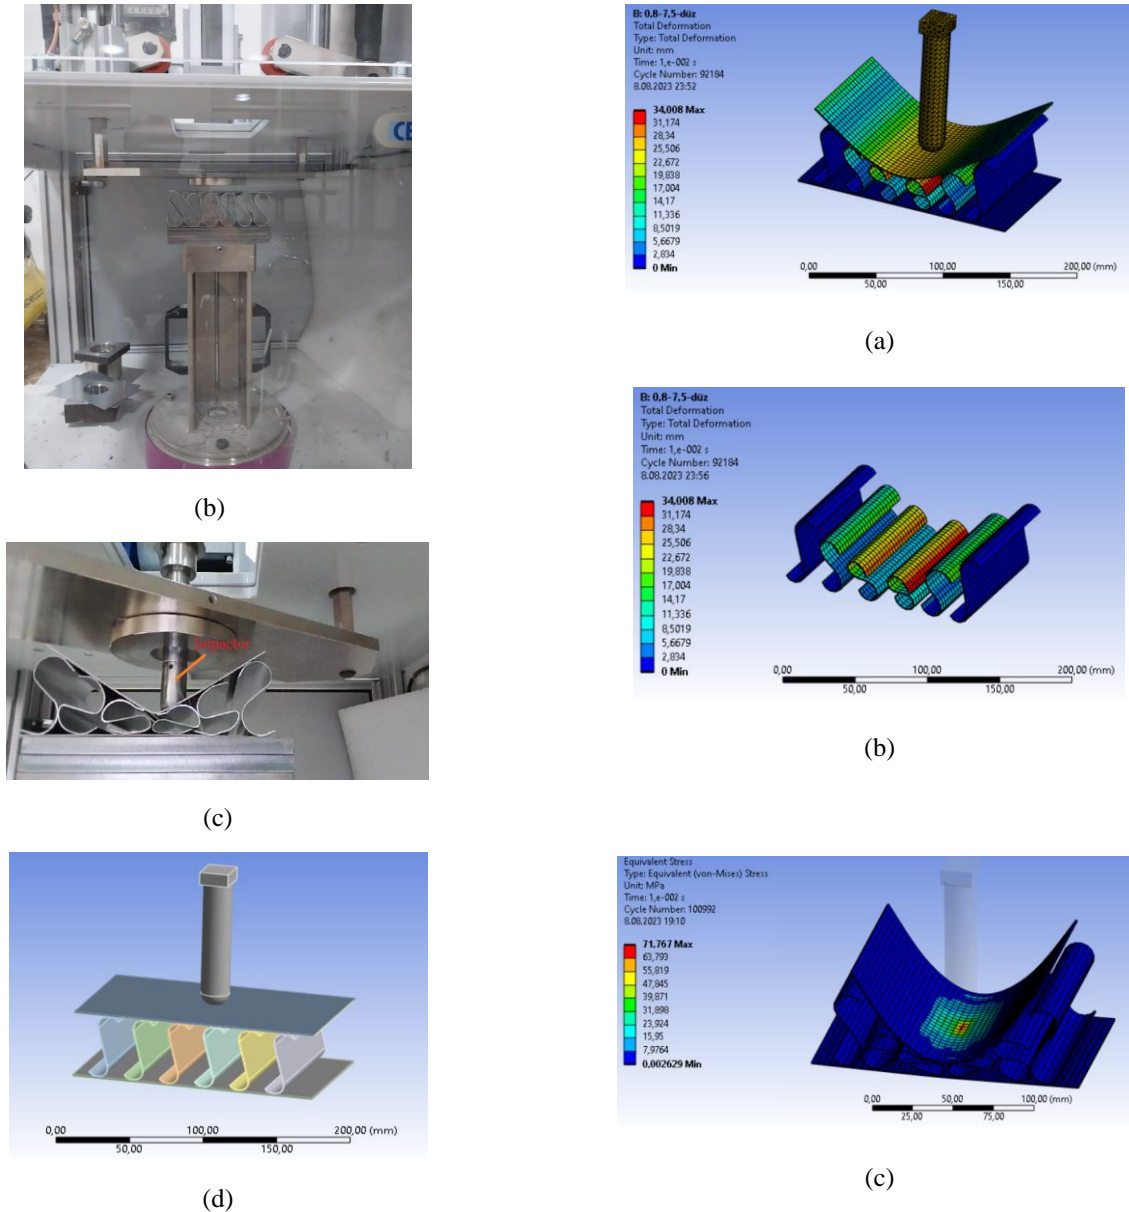 CE
(b)
Impactor
(c)
0,00
100,00
200,00 (mm)
50,00
150,00
(d)
B: 0,8-7,5-düz
Total Deformation
Type: Total Deformation
Unit: mm
Time: 1,e-002 s
Cycle Number: 92184
8.08.2023 23:52
34,008 Max
31,174
28,34
25,506
22,672
19,838
17,004
14,17
11,336
8,5019
5,6679
2,834
0 Min
0,00
100,00
200,00 (mm)
50,00
150,00
(a)
B: 0,8-7,5-düz
Total Deformation
Type: Total Deformation
Unit: mm
Time: 1,e-002 s
Cycle Number: 92184
8.08.2023 23:56
34,008 Max
31,174
28,34
25,506
22,672
19,838
17,004
14,17
11,336
8,5019
5,6679
2,834
0 Min
0,00
100,00
200,00 (mm)
50,00
150,00
(b)
Equivalent Stress
Type: Equivalent (von-Mises) Stress
Unit: MPa
Time: 1,e-002 s
Cycle Number: 100992
8.08.2023 19:10
71,767 Max
63,793
55,819
47,845
39,871
31,898
23,924
15,95
7,9764
0,002629 Min
0,00
50,00
100,00 (mm)
25,00
75,00
(c)